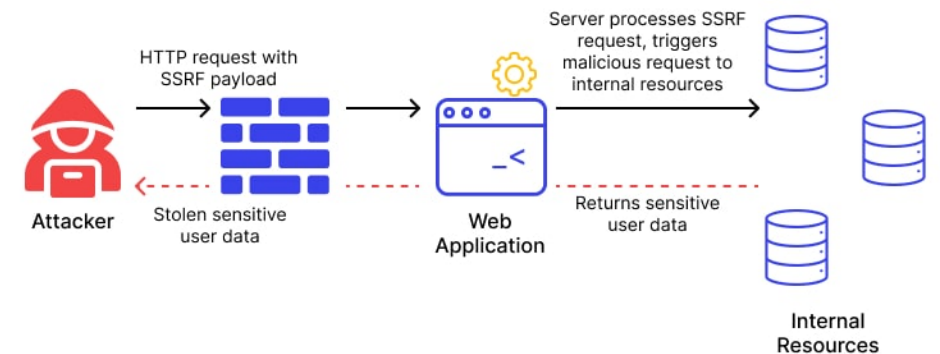 Server processes SSRF
request, triggers
malicious request to
internal resources
HTTP request with
SSRF payload
_<
Attacker
Stolen sensitive
user data
Web
Application
Returns sensitive
user data
Internal
Resources